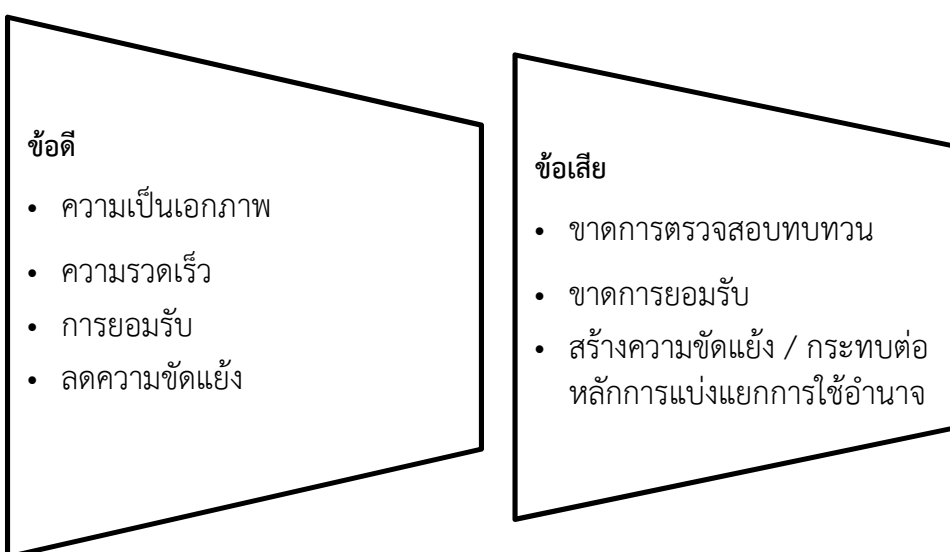 ข้อดี
• ความเป็นเอกภาพ
• ความรวดเร็ว
• การยอมรับ
• ลดความขัดแย้ง
ข้อเสีย
• ขาดการตรวจสอบทบทวน
• ขาดการยอมรับ
• สร้างความขัดแย้ง / กระทบต่อ
หลักการแบ่งแยกการใช้อำนาจ